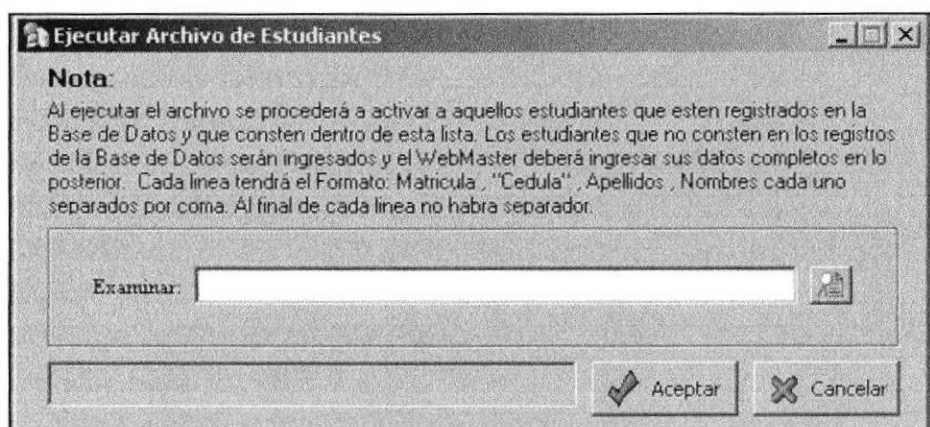 Ejecutar Archivo de Estudiantes
Nota:
Al ejecutar el archivo se procederá a activar a aquellos estudiantes que esten registrados en la
Base de Datos y que consten dentro de esta lista. Los estudiantes que no consten en los registros
de la Base de Datos serán ingresados y el WebMaster deberá ingresar sus datos completos en lo
posterior. Cada linea tendrá el Formato: Matricula , "Cedula" , Apellidos , Nombres cada uno
separados por coma. Al final de cada linea no habra separador.
Examinar:
Aceptar
Cancelar